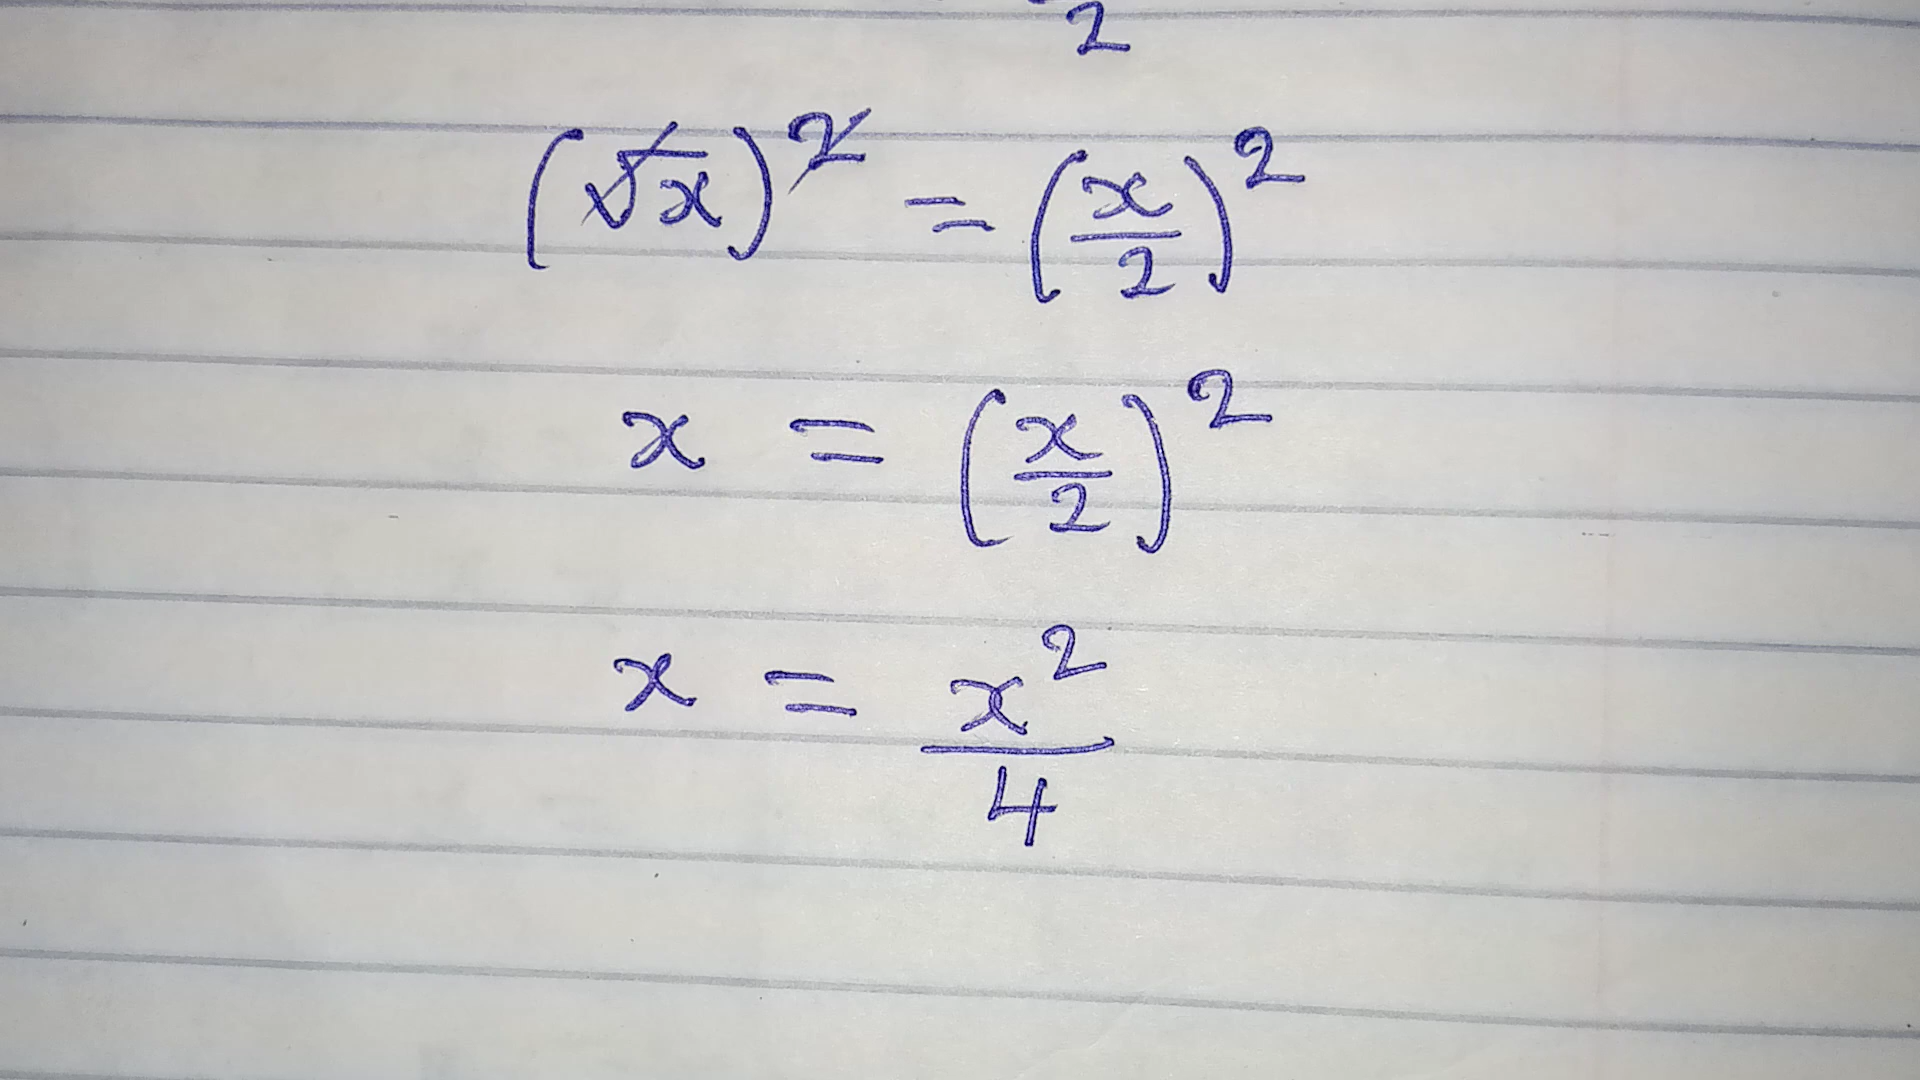 2
(√x)² = (x/2)²
x = (x/2)²
x = x²/4